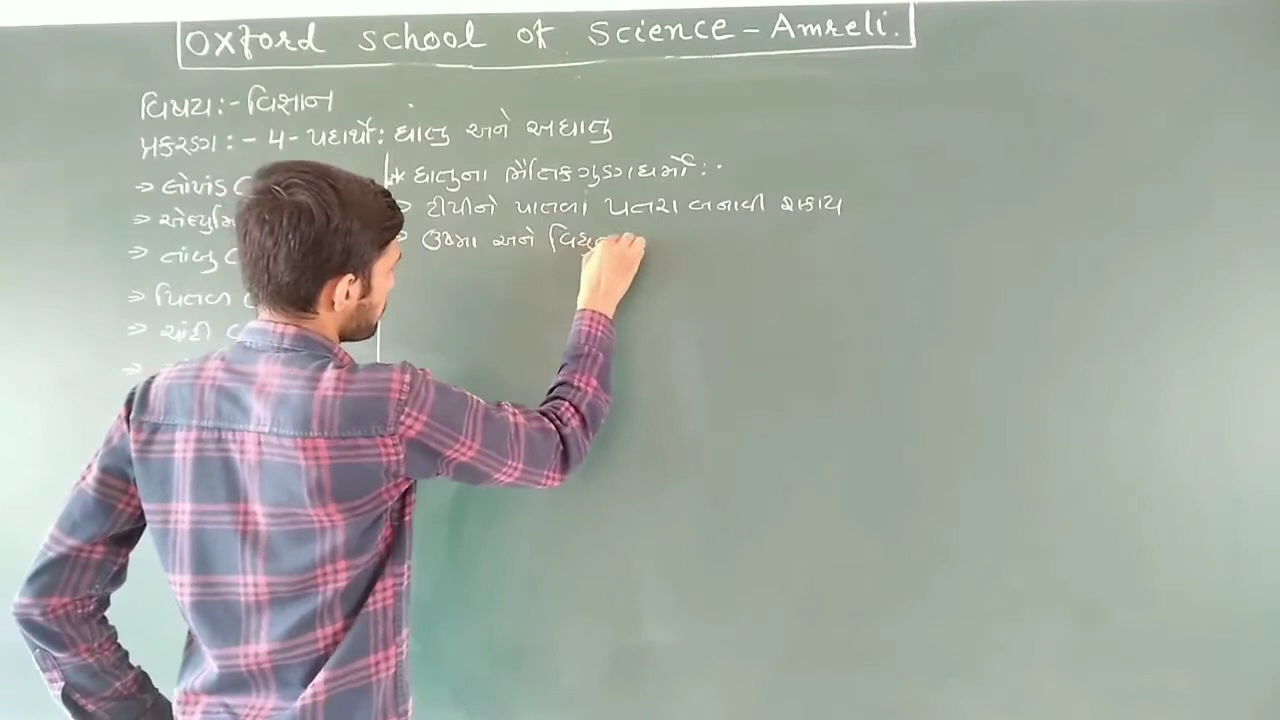 Oxford school of Science - Amreli.
વિષય:- વિજ્ઞાન
પ્રકરણ:- 4- પદાર્થો: ધાતુ અને અધાતુ
→ લોખંડ
→ એલ્યુમિ
→ તાંબુ
→ પિતળ
→ ચાંદી
* ધાતુના ભૈતિક ગુણધર્મો:-
ટીપીને પાતળા પતરા બનાવી શકાય
ઉષ્મા અને